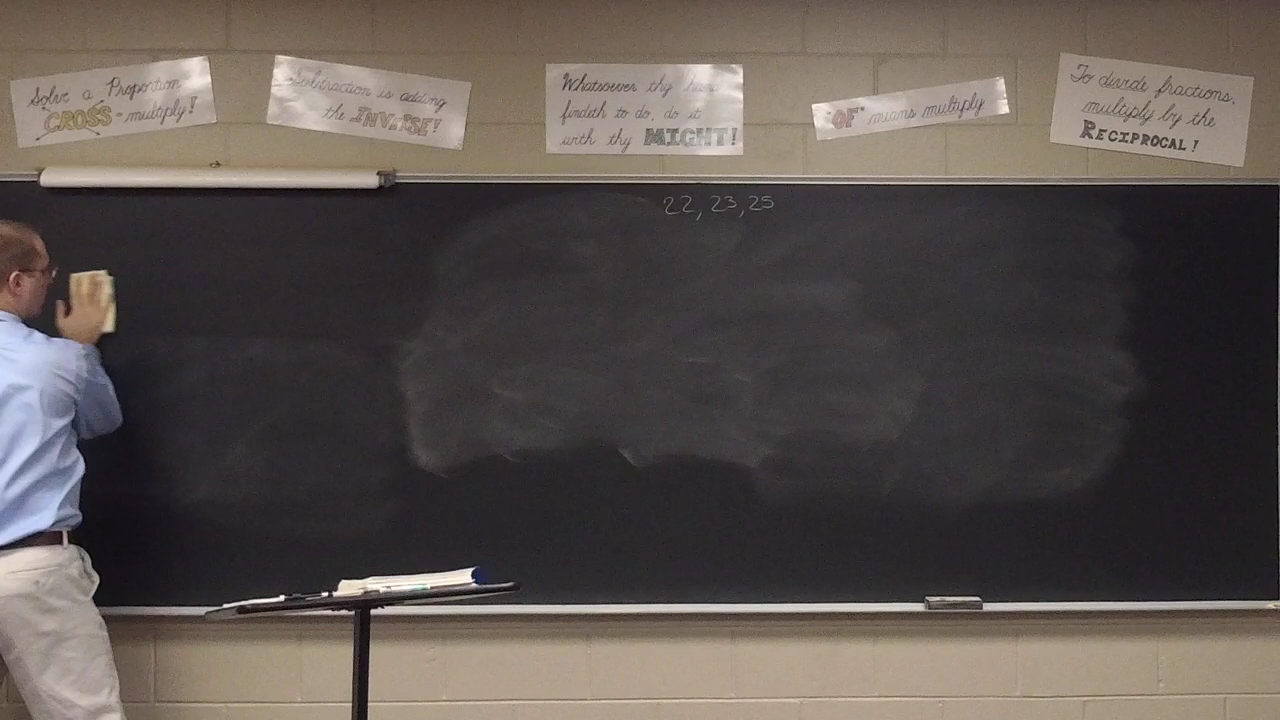 Solve a Proportion
CROSS-multiply!
Subtraction is adding
the INVERSE!
Whatsoever thy hand
findeth to do, do it
with thy MIGHT!
"OF" means multiply
To divide fractions,
multiply by the
RECIPROCAL!
22, 23, 25